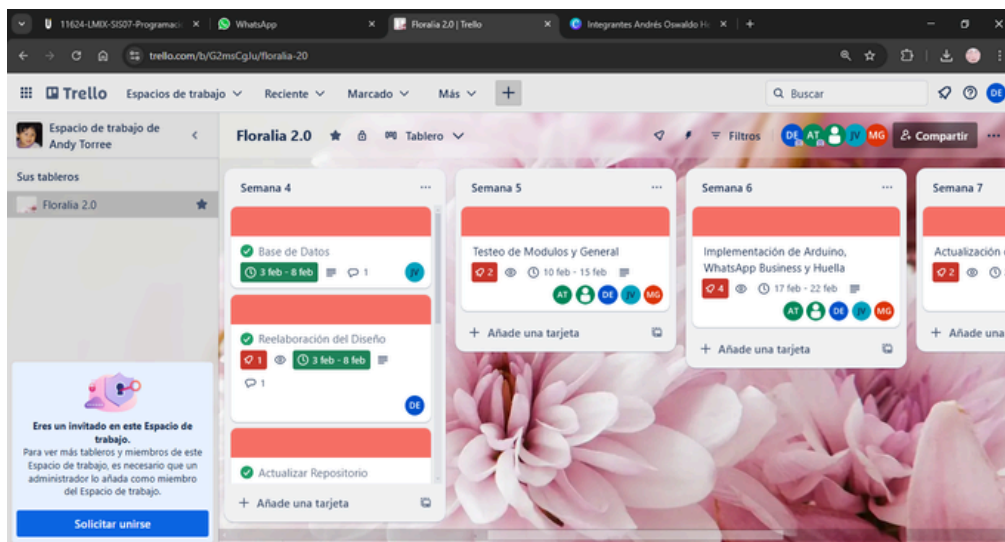 11624-LMIX-SIS07-Programaci
WhatsApp
Floralia 2.0 | Trello
Integrantes Andrés Oswaldo H
trello.com/b/G2msCgJu/floralia-20
Trello
Espacios de trabajo
Reciente
Marcado
Más
Buscar
DE
Espacio de trabajo de
Andy Torree
Floralia 2.0
Tablero
Filtros
DE AT JV MG
Compartir
Sus tableros
Floralia 2.0
Semana 4
Base de Datos
3 feb - 8 feb
1
JV
Reelaboración del Diseño
1
3 feb - 8 feb
1
DE
Actualizar Repositorio
Añade una tarjeta
Semana 5
Testeo de Modulos y General
2
10 feb - 15 feb
AT DE JV MG
Añade una tarjeta
Semana 6
Implementación de Arduino,
WhatsApp Business y Huella
4
17 feb - 22 feb
AT DE JV MG
Añade una tarjeta
Semana 7
Actualización
2
Añade una
Eres un invitado en este Espacio de
trabajo.
Para ver más tableros y miembros de este
Espacio de trabajo, es necesario que un
administrador lo añada como miembro
del Espacio de trabajo.
Solicitar unirse